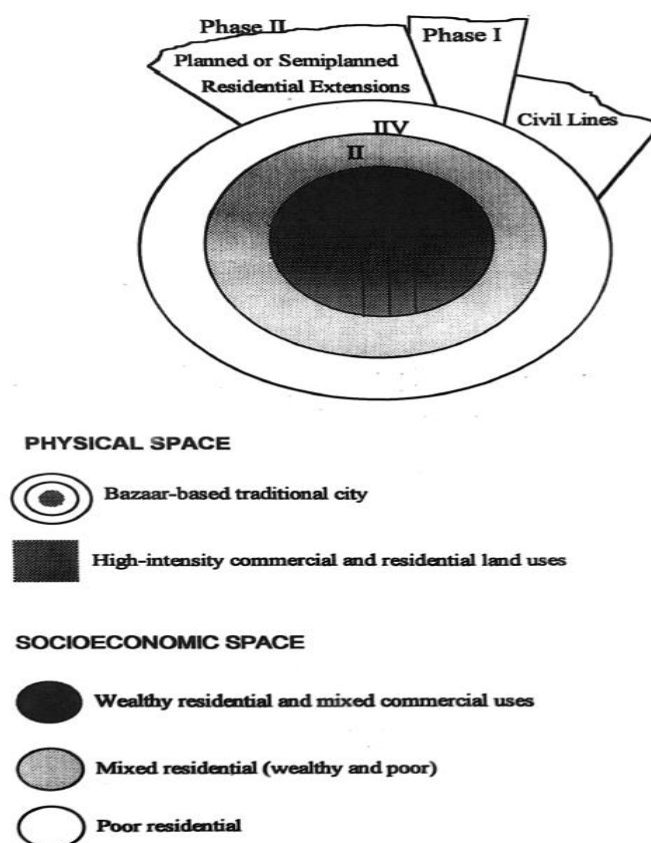 Phase II
Phase I
Planned or Semiplanned
Residential Extensions
Civil Lines
IIV
II
PHYSICAL SPACE
Bazaar-based traditional city
High-intensity commercial and residential land uses
SOCIOECONOMIC SPACE
Wealthy residential and mixed commercial uses
Mixed residential (wealthy and poor)
Poor residential